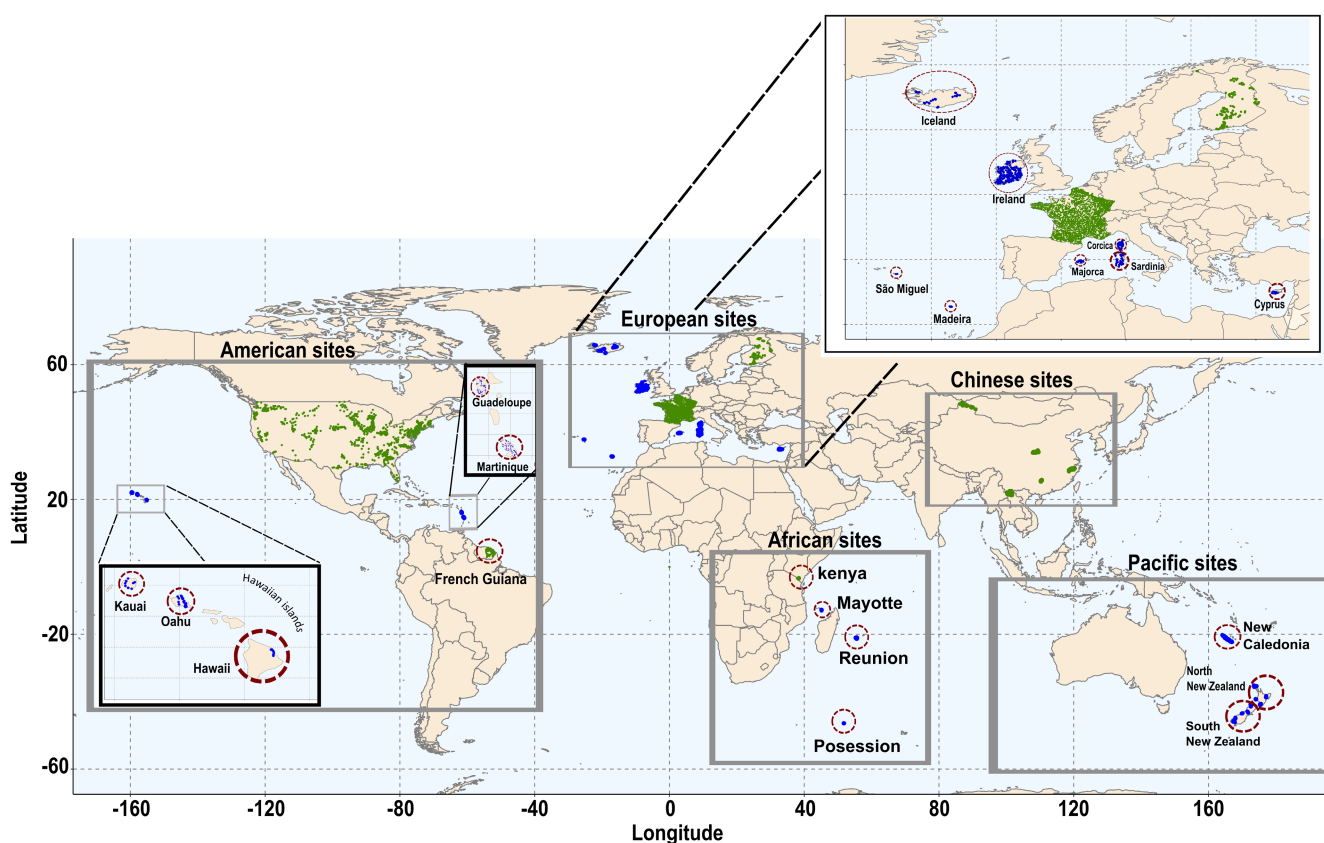 Iceland
Ireland
Corcica
Majorca
Sardinia
São Miguel
Madeira
Cyprus
European sites
American sites
Chinese sites
Guadeloupe
Martinique
French Guiana
Hawaiian Islands
Kauai
Oahu
Hawaii
African sites
kenya
Mayotte
Reunion
Posession
Pacific sites
New
Caledonia
North
New Zealand
South
New Zealand
60
20
-20
-60
Latitude
-160
-120
-80
-40
0
40
80
120
160
Longitude